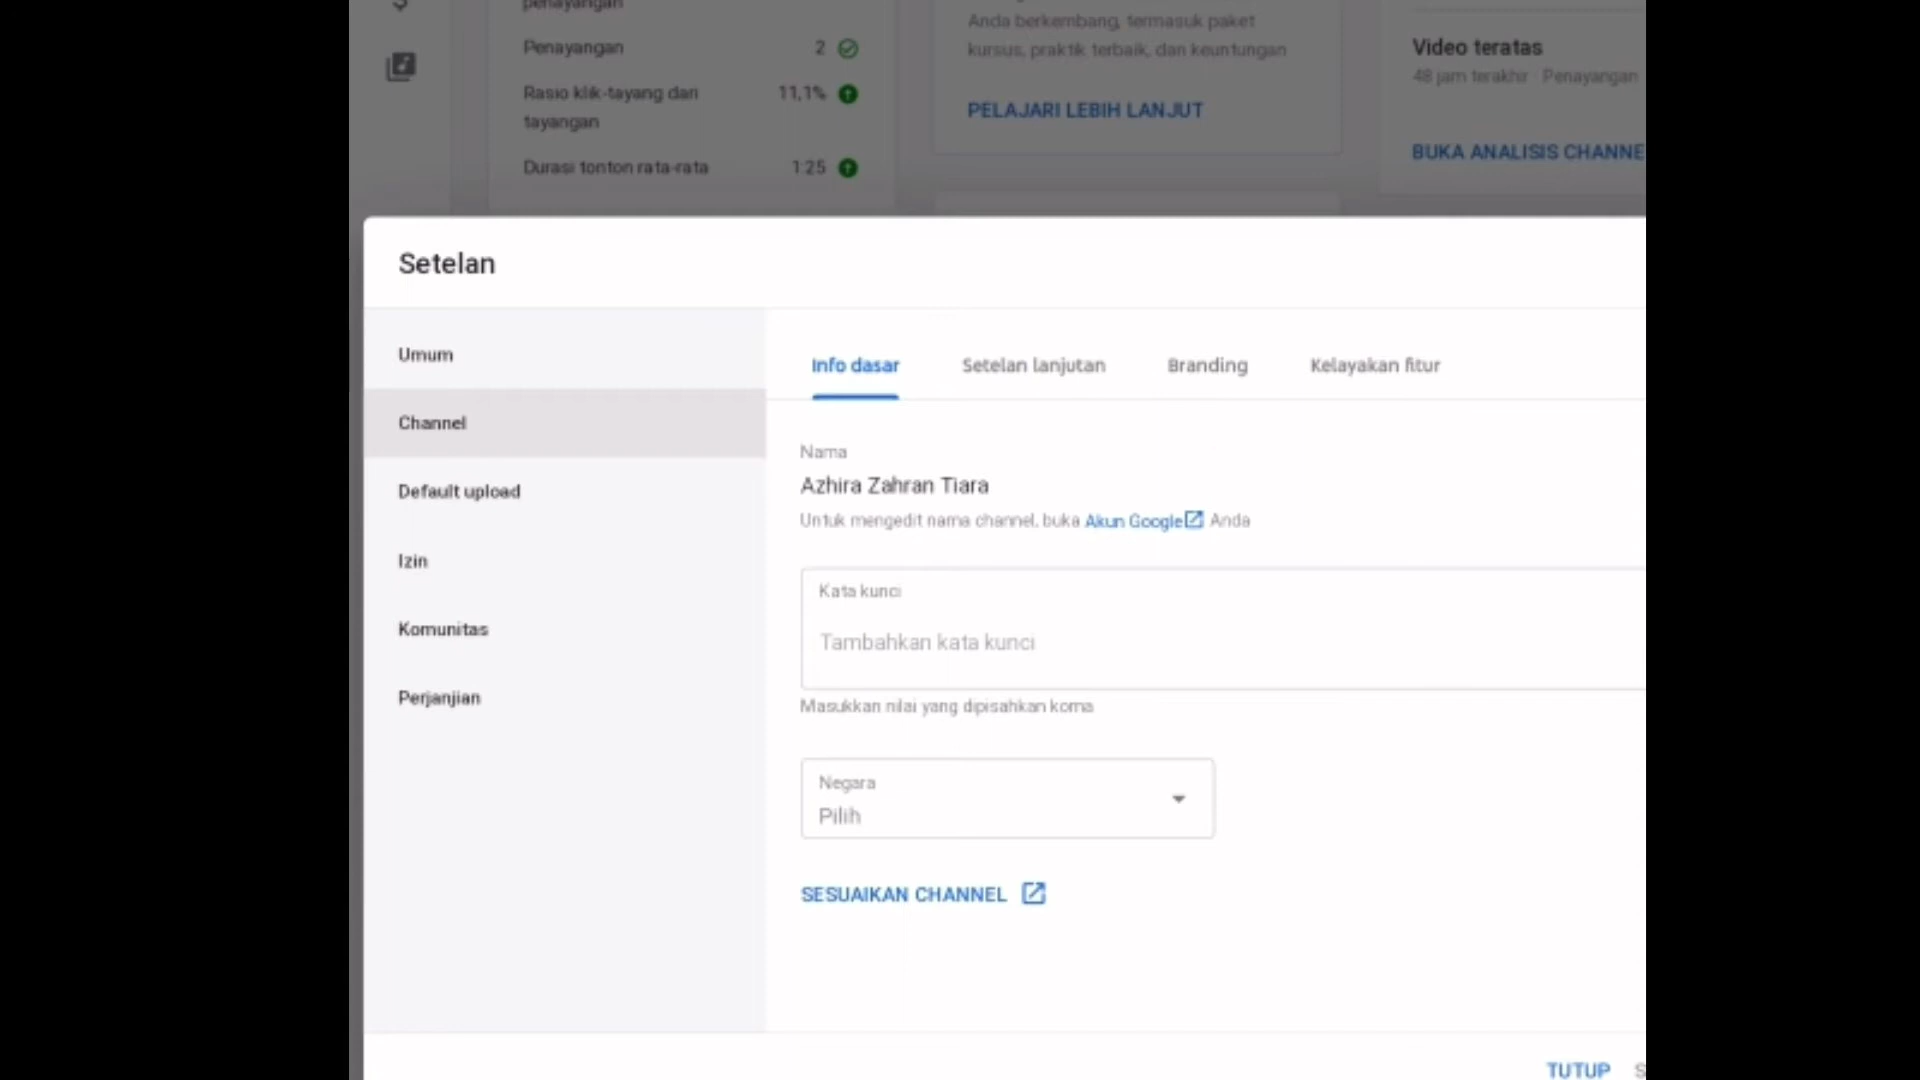 penayangan
Penayangan 2
Rasio klik-tayang dari tayangan 11,1%
Durasi tonton rata-rata 1:25
Anda berkembang, termasuk paket
kursus, praktik terbaik, dan keuntungan
PELAJARI LEBIH LANJUT
Video teratas
48 jam terakhir · Penayangan
BUKA ANALISIS CHANNE
Setelan
Umum
Channel
Default upload
Izin
Komunitas
Perjanjian
Info dasar
Setelan lanjutan
Branding
Kelayakan fitur
Nama
Azhira Zahran Tiara
Untuk mengedit nama channel, buka Akun Google Anda
Kata kunci
Tambahkan kata kunci
Masukkan nilai yang dipisahkan koma
Negara
Pilih
SESUAIKAN CHANNEL
TUTUP S